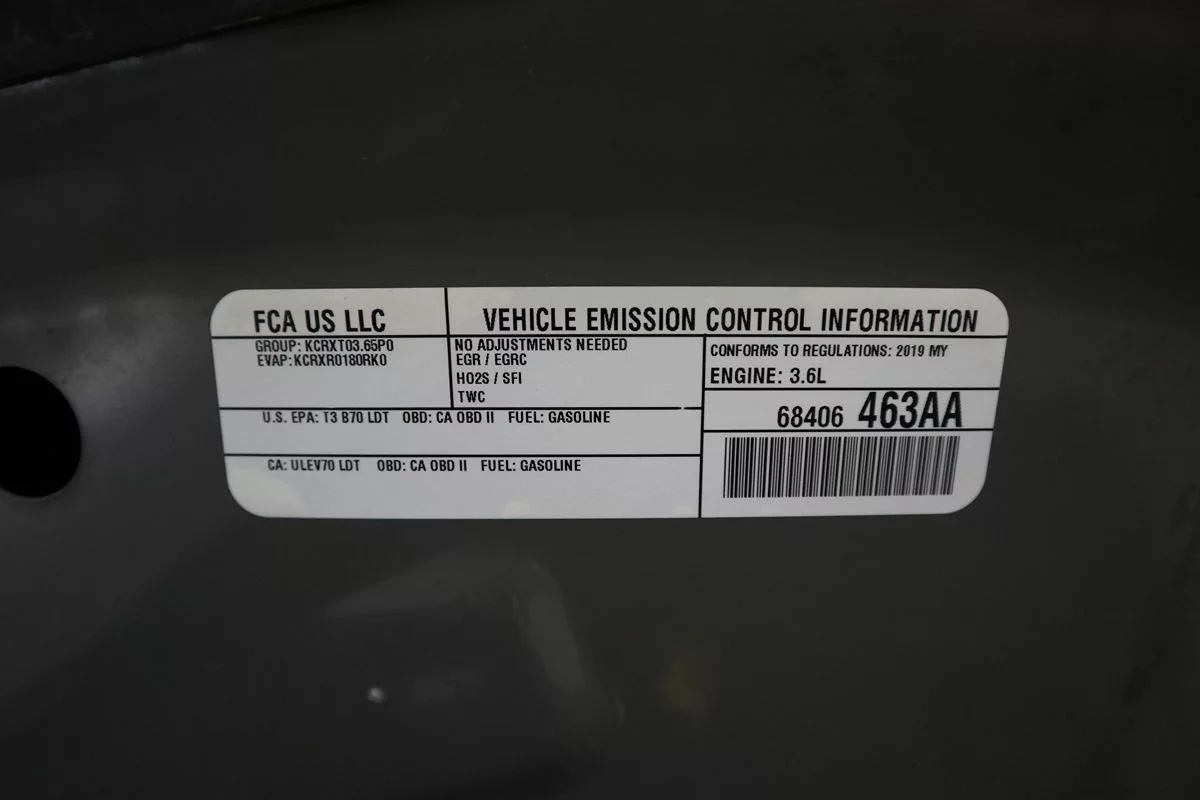 FCA US LLC
VEHICLE EMISSION CONTROL INFORMATION
GROUP: KCRXT03.65P0
EVAP: KCRXR0180RK0
NO ADJUSTMENTS NEEDED
EGR / EGRC
HO2S / SFI
TWC
CONFORMS TO REGULATIONS: 2019 MY
ENGINE: 3.6L
68406 463AA
U.S. EPA: T3 B70 LDT OBD: CA OBD II FUEL: GASOLINE
CA: ULEV70 LDT OBD: CA OBD II FUEL: GASOLINE